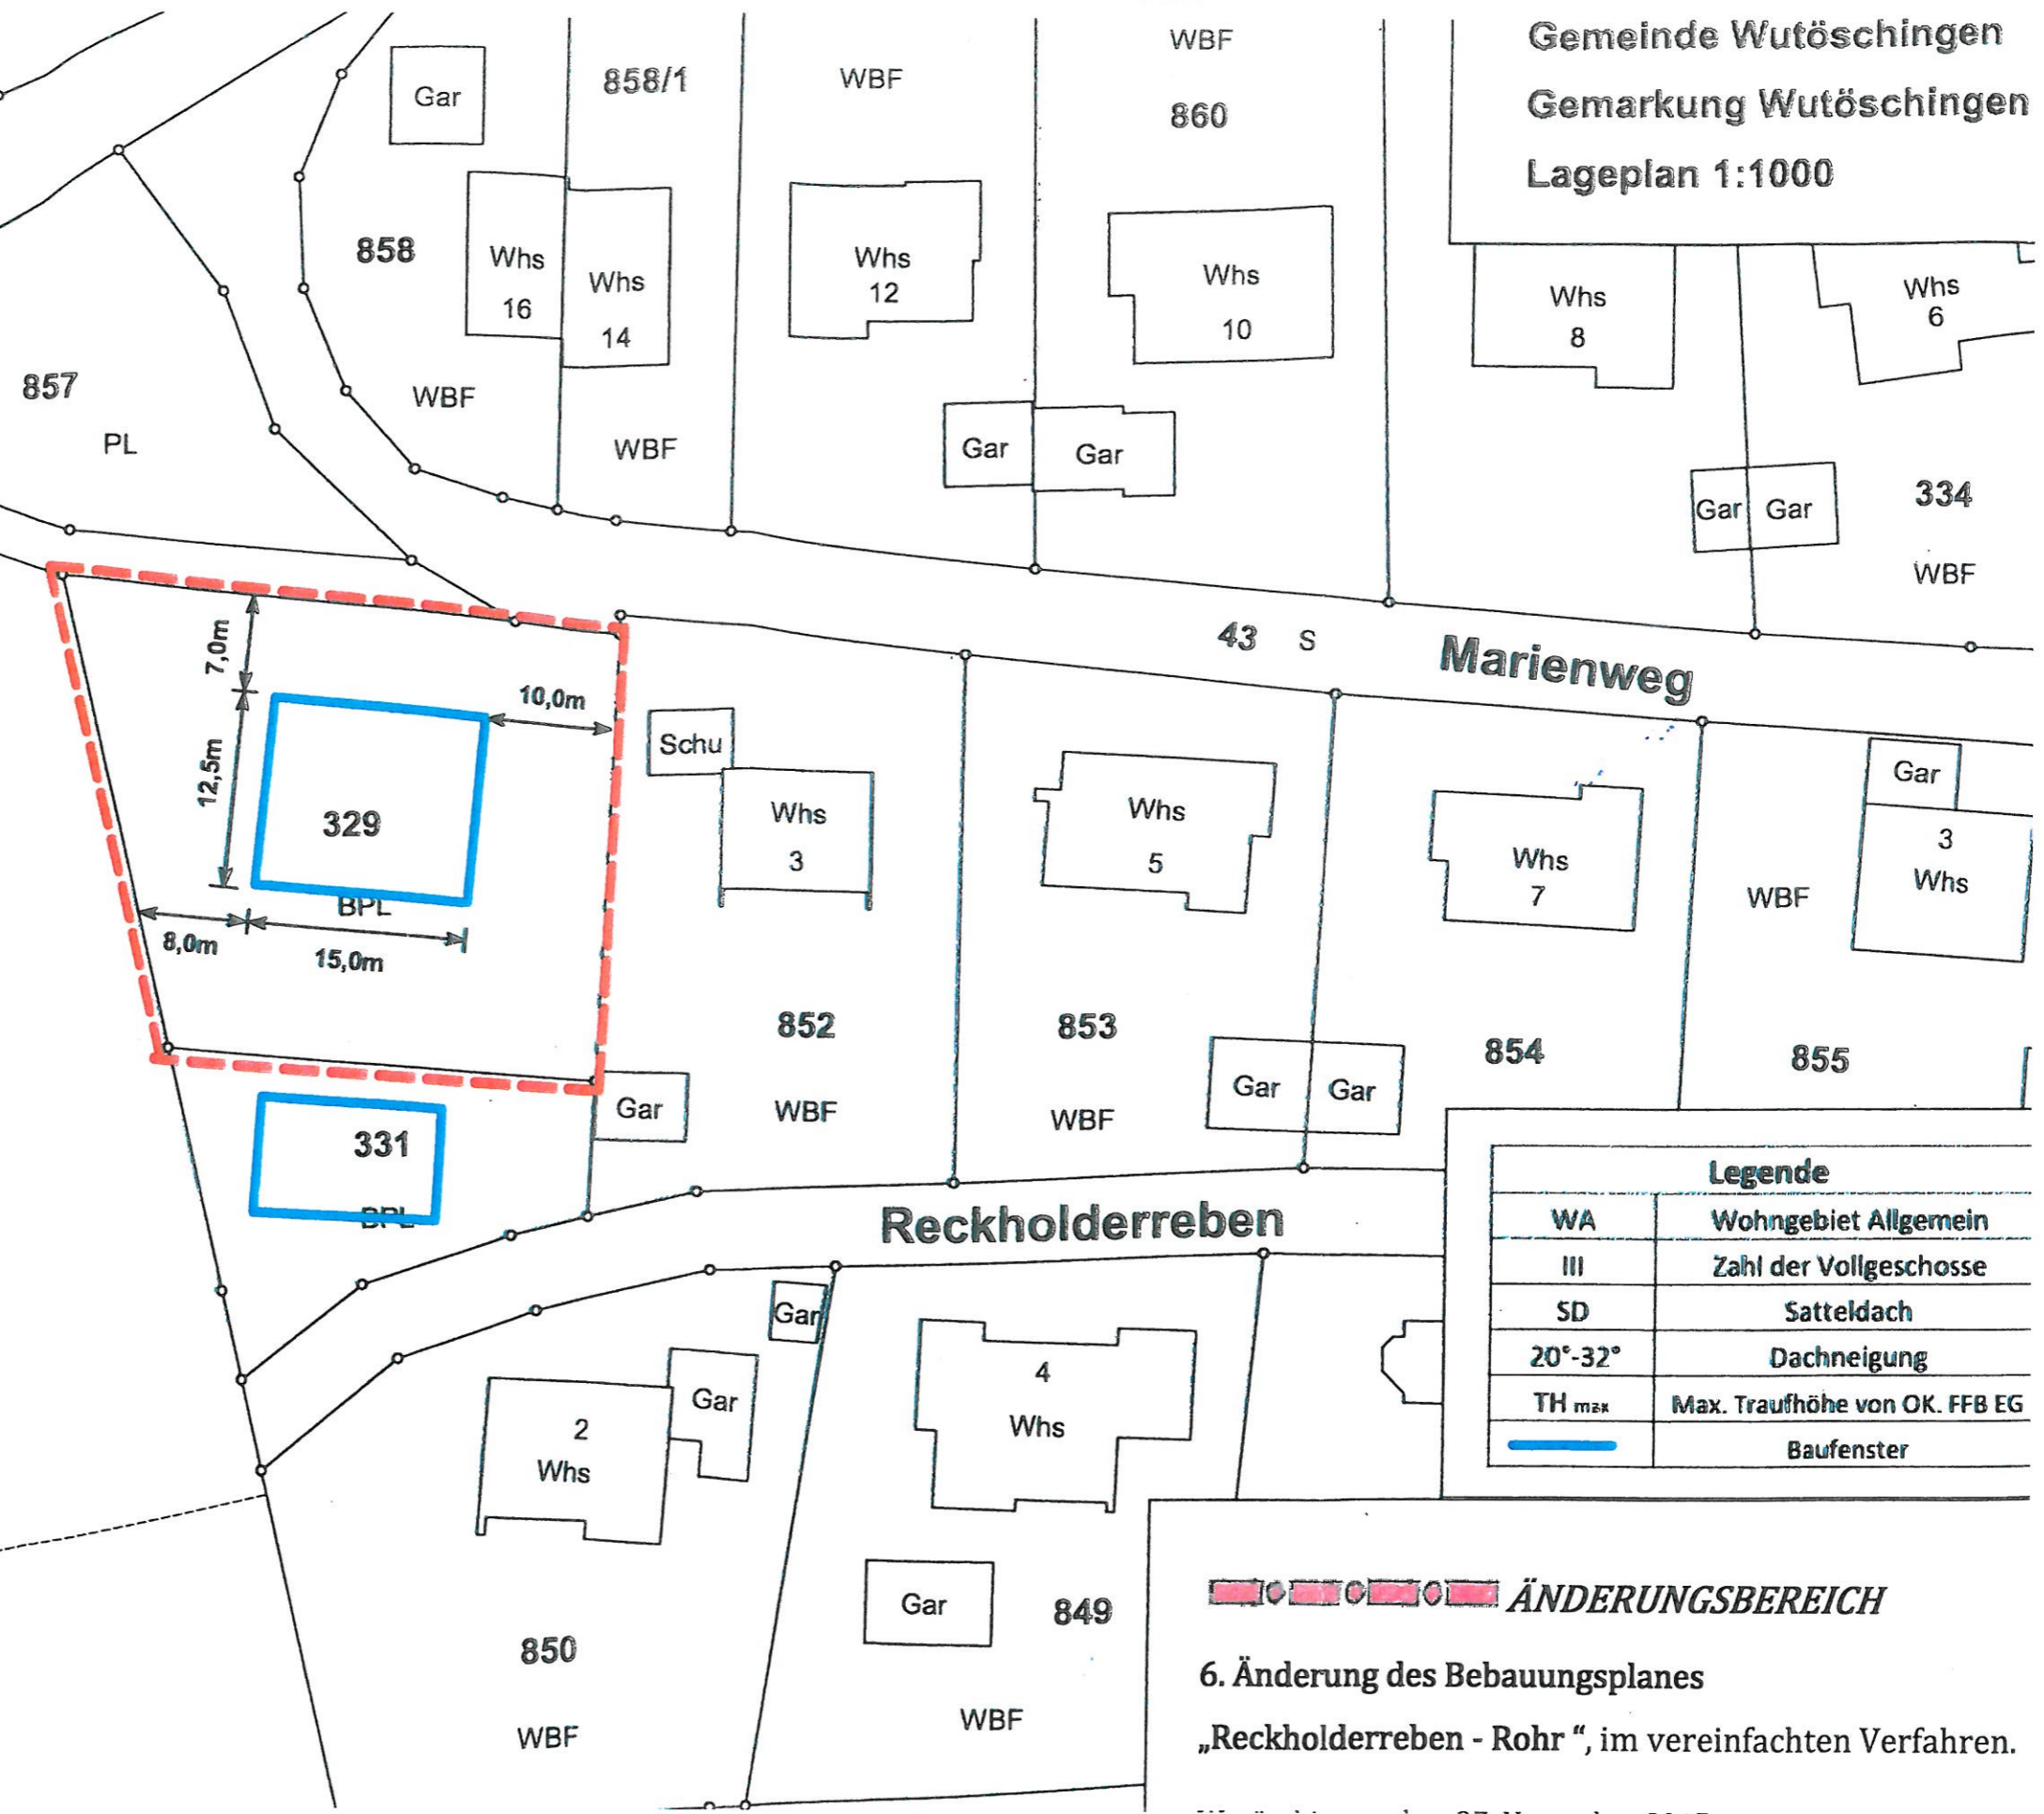 Gemeinde Wutöschingen
Gemarkung Wutöschingen
Lageplan 1:1000
WBF
860
858/1
WBF
Gar
858
Whs
16
Whs
14
Whs
12
Whs
10
Whs
8
Whs
6
857
PL
WBF
WBF
Gar
Gar
Gar
Gar
334
WBF
43 S
Marienweg
7,0m
10,0m
12,5m
329
BPL
8,0m
15,0m
Schu
Whs
3
Whs
5
Whs
7
Gar
3
Whs
WBF
852
WBF
853
WBF
854
855
Gar
Gar
Gar
331
BPL
Reckholderreben
Legende
WA Wohngebiet Allgemein
III Zahl der Vollgeschosse
SD Satteldach
20°-32° Dachneigung
TH max Max. Traufhöhe von OK. FFB EG
Baufenster
Gar
Gar
2
Whs
4
Whs
Gar
849
850
WBF
WBF
ÄNDERUNGSBEREICH
6. Änderung des Bebauungsplanes
„Reckholderreben - Rohr “, im vereinfachten Verfahren.